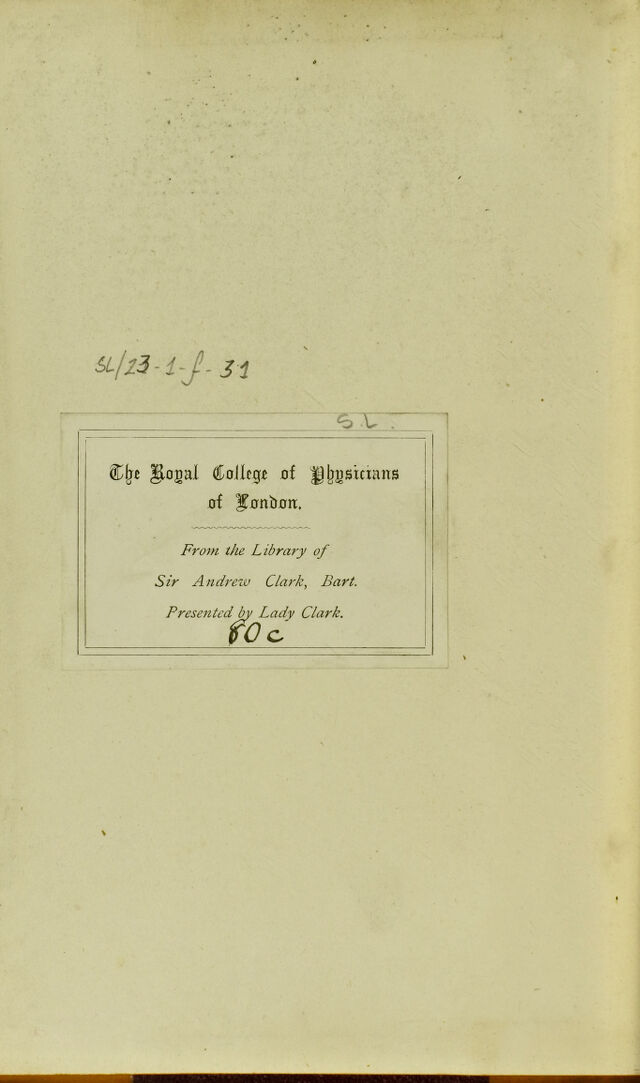 SL/23-1-f-31
S.L.
The Royal College of Physicians
of London.
From the Library of
Sir Andrew Clark, Bart.
Presented by Lady Clark.
80c